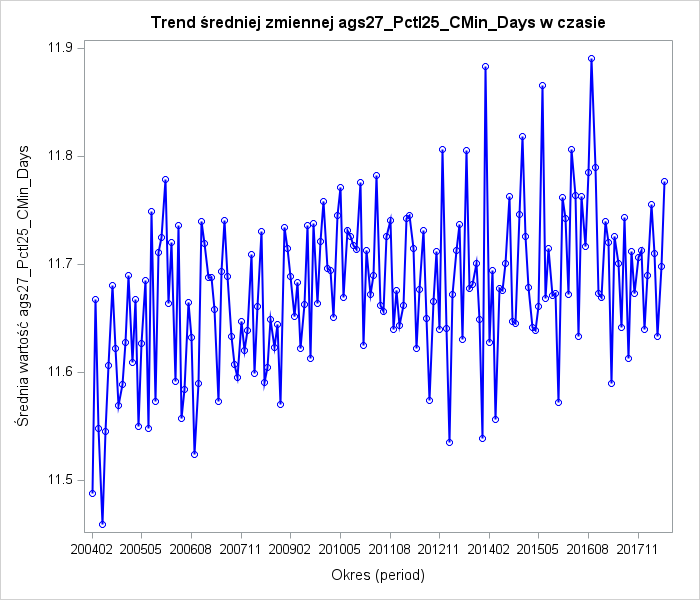 Trend średniej zmiennej ags27_Pctl25_CMin_Days w czasie
Średnia wartość ags27_Pctl25_CMin_Days
11.9
11.8
11.7
11.6
11.5
200402 200505 200608 200711 200902 201005 201108 201211 201402 201505 201608 201711
Okres (period)